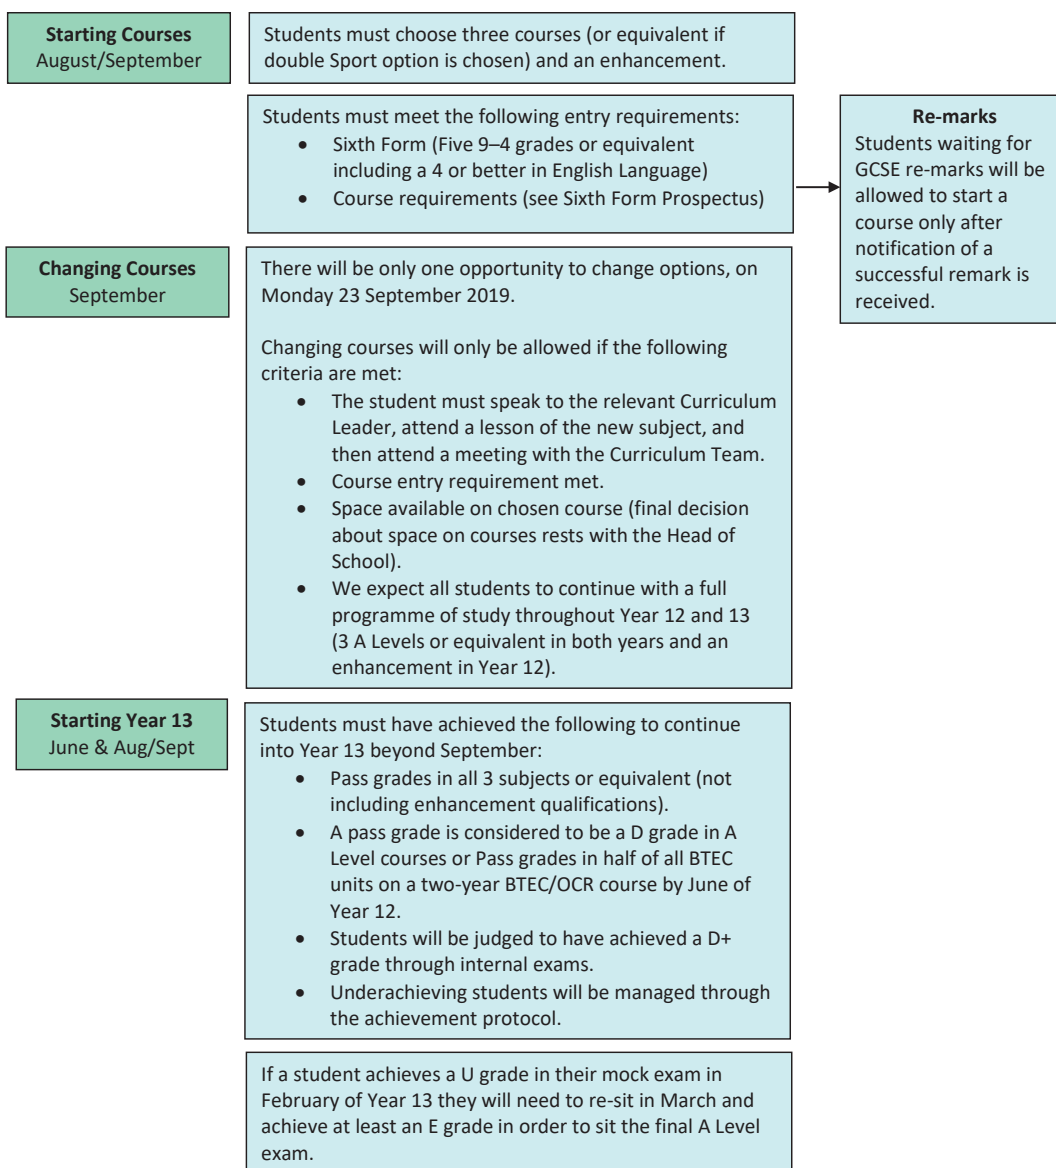 Starting Courses
August/September
Students must choose three courses (or equivalent if
double Sport option is chosen) and an enhancement.
Students must meet the following entry requirements:
• Sixth Form (Five 9–4 grades or equivalent
including a 4 or better in English Language)
• Course requirements (see Sixth Form Prospectus)
Re-marks
Students waiting for
GCSE re-marks will be
allowed to start a
course only after
notification of a
successful remark is
received.
Changing Courses
September
There will be only one opportunity to change options, on
Monday 23 September 2019.
Changing courses will only be allowed if the following
criteria are met:
• The student must speak to the relevant Curriculum
Leader, attend a lesson of the new subject, and
then attend a meeting with the Curriculum Team.
• Course entry requirement met.
• Space available on chosen course (final decision
about space on courses rests with the Head of
School).
• We expect all students to continue with a full
programme of study throughout Year 12 and 13
(3 A Levels or equivalent in both years and an
enhancement in Year 12).
Starting Year 13
June & Aug/Sept
Students must have achieved the following to continue
into Year 13 beyond September:
• Pass grades in all 3 subjects or equivalent (not
including enhancement qualifications).
• A pass grade is considered to be a D grade in A
Level courses or Pass grades in half of all BTEC
units on a two-year BTEC/OCR course by June of
Year 12.
• Students will be judged to have achieved a D+
grade through internal exams.
• Underachieving students will be managed through
the achievement protocol.
If a student achieves a U grade in their mock exam in
February of Year 13 they will need to re-sit in March and
achieve at least an E grade in order to sit the final A Level
exam.